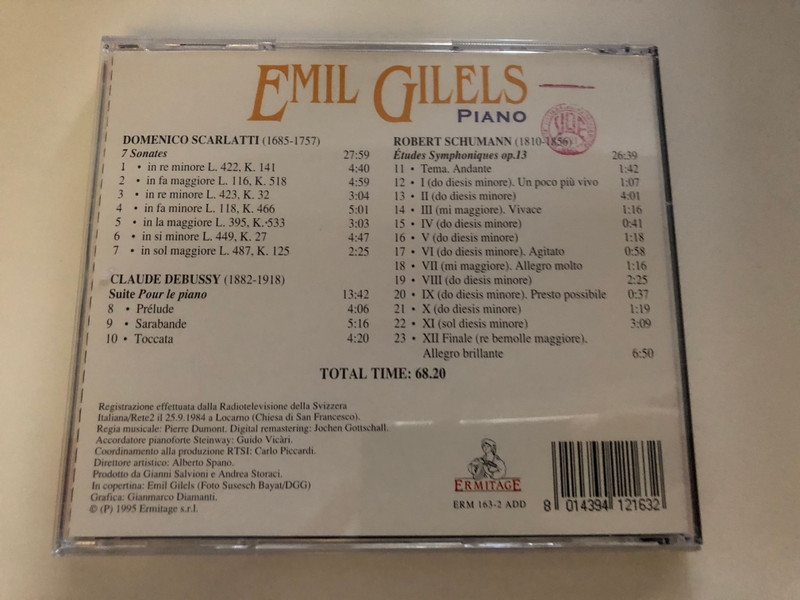 EMIL GILELS
PIANO
DOMENICO SCARLATTI (1685-1757)
7 Sonates 27:59
1 • in re minore L. 422, K. 141 4:40
2 • in fa maggiore L. 116, K. 518 4:59
3 • in re minore L. 423, K. 32 3:04
4 • in fa minore L. 118, K. 466 5:01
5 • in la maggiore L. 395, K. 533 3:03
6 • in si minore L. 449, K. 27 4:47
7 • in sol maggiore L. 487, K. 125 2:25
CLAUDE DEBUSSY (1882-1918)
Suite Pour le piano 13:42
8 • Prélude 4:06
9 • Sarabande 5:16
10 • Toccata 4:20
ROBERT SCHUMANN (1810-1856)
Études Symphoniques op.13 26:39
11 • Tema. Andante 1:42
12 • I (do diesis minore). Un poco più vivo 1:07
13 • II (do diesis minore) 4:01
14 • III (mi maggiore). Vivace 1:16
15 • IV (do diesis minore) 0:41
16 • V (do diesis minore) 1:18
17 • VI (do diesis minore). Agitato 0:58
18 • VII (mi maggiore). Allegro molto 1:16
19 • VIII (do diesis minore) 2:25
20 • IX (do diesis minore). Presto possibile 0:37
21 • X (do diesis minore) 1:19
22 • XI (sol diesis minore) 3:09
23 • XII Finale (re bemolle maggiore).
Allegro brillante 6:50
TOTAL TIME: 68.20
Registrazione effettuata dalla Radiotelevisione della Svizzera
Italiana/Rete2 il 25.9.1984 a Locarno (Chiesa di San Francesco).
Regia musicale: Pierre Dumont. Digital remastering: Jochen Gottschall.
Accordatore pianoforte Steinway: Guido Vicàri.
Coordinamento alla produzione RTSI: Carlo Piccardi.
Direttore artistico: Alberto Spano.
Prodotto da Gianni Salvioni e Andrea Storaci.
In copertina: Emil Gilels (Foto Susesch Bayat/DGG)
Grafica: Gianmarco Diamanti.
© (P) 1995 Ermitage s.r.l.
ERMITAGE
ERM 163-2 ADD
8 014394 121632